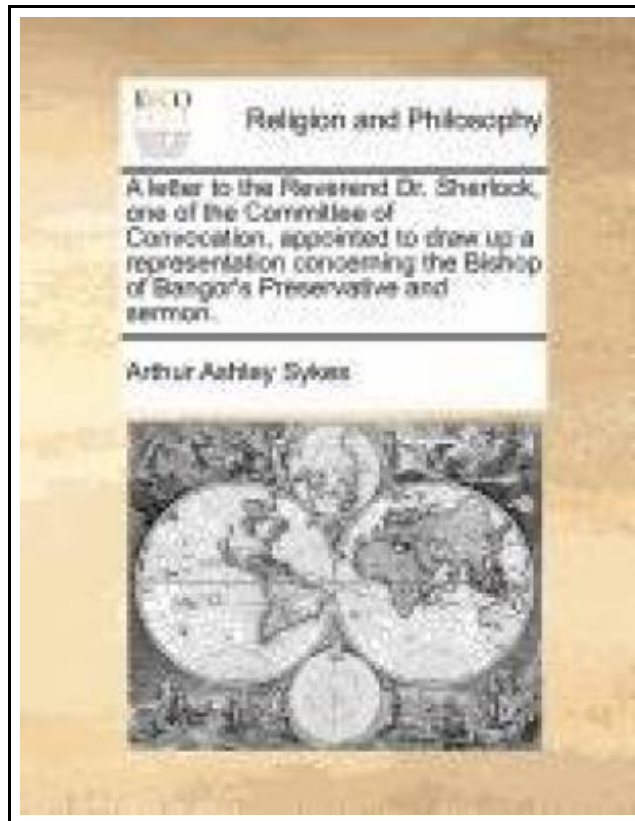 ECCO
Religion and Philosophy
A letter to the Reverend Dr. Sherlock,
one of the Committee of
Convocation, appointed to draw up a
representation concerning the Bishop
of Bangor's Preservative and
sermon.
Arthur Ashley Sykes